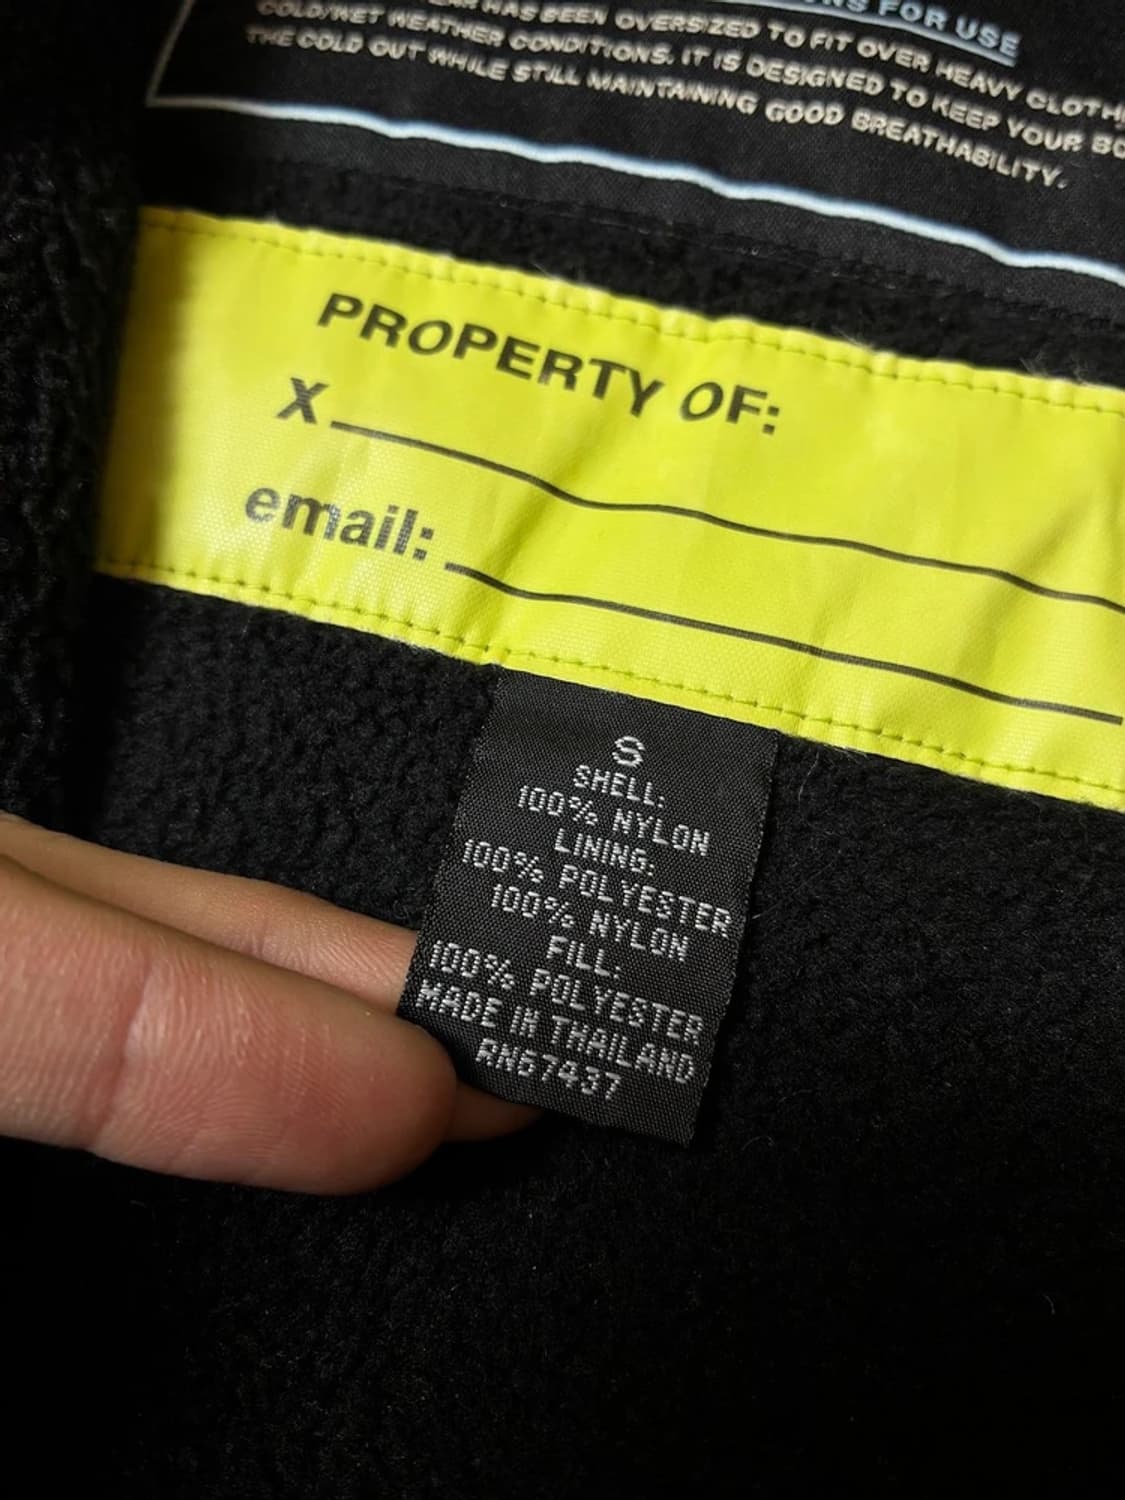 FOR USE
HAS BEEN OVERSIZED TO FIT OVER HEAVY
COLD/WET WEATHER CONDITIONS. IT IS DESIGNED TO KEEP YOUR
THE COLD OUT WHILE STILL MAINTAINING GOOD BREATHABILITY.
PROPERTY OF:
X
email:
S
SHELL:
100% NYLON
LINING:
100% POLYESTER
100% NYLON
FILL:
100% POLYESTER
MADE IN THAILAND
RN67437